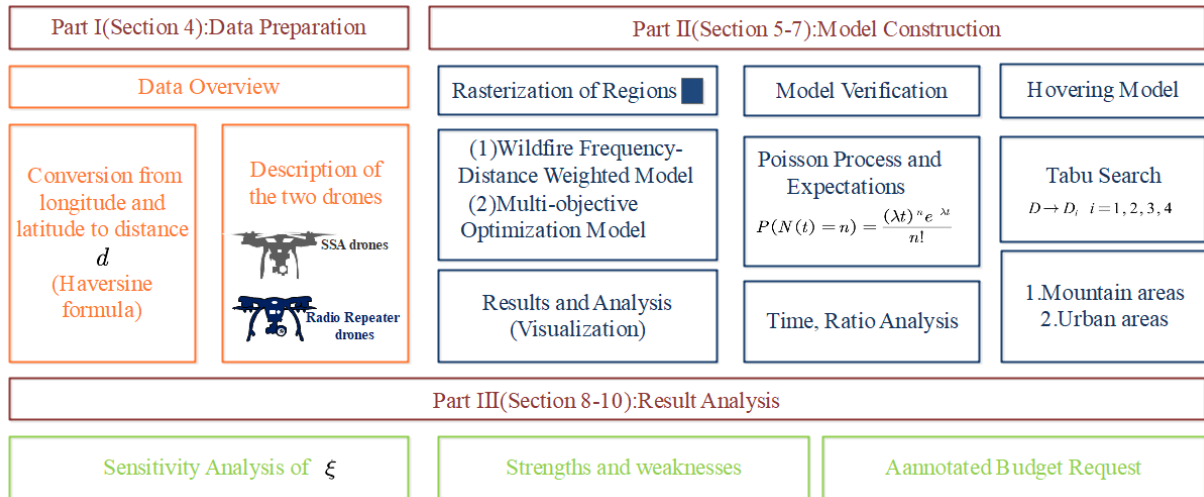 Part I(Section 4):Data Preparation
Part II(Section 5-7):Model Construction
Data Overview
Conversion from
longitude and
latitude to distance
d
(Haversine
formula)
Description of
the two drones
SSA drones
Radio Repeater
drones
Rasterization of Regions
(1)Wildfire Frequency-
Distance Weighted Model
(2)Multi-objective
Optimization Model
Results and Analysis
(Visualization)
Model Verification
Poisson Process and
Expectations
P(N(t) = n) = (λt)^n e^{λt} / n!
Time, Ratio Analysis
Hovering Model
Tabu Search
D → D_i i = 1, 2, 3, 4
1.Mountain areas
2.Urban areas
Part III(Section 8-10):Result Analysis
Sensitivity Analysis of ξ
Strengths and weaknesses
Aannotated Budget Request